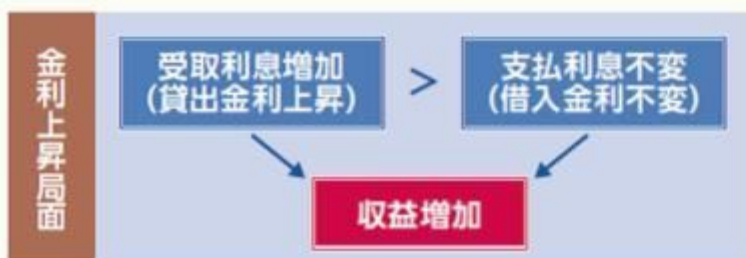 金利上昇局面
受取利息増加
(貸出金利上昇)
>
支払利息不変
(借入金利不変)
収益増加